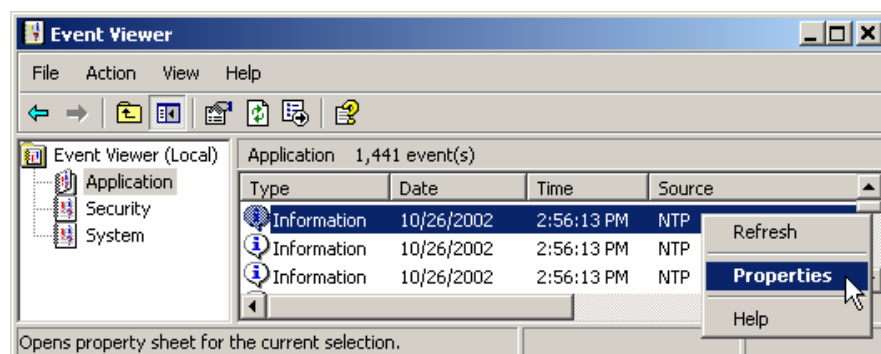 Event Viewer
File Action View Help
Event Viewer (Local)
Application
Security
System
Application 1,441 event(s)
Type Date Time Source
Information 10/26/2002 2:56:13 PM NTP
Information 10/26/2002 2:56:13 PM NTP
Information 10/26/2002 2:56:13 PM NTP
Refresh
Properties
Help
Opens property sheet for the current selection.